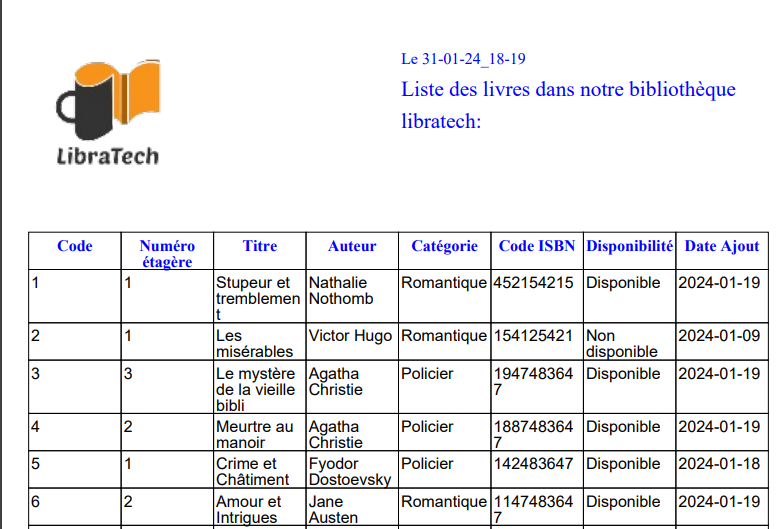 Le 31-01-24_18-19
Liste des livres dans notre bibliothèque
libratech:
LibraTech
Code Numéro étagère Titre Auteur Catégorie Code ISBN Disponibilité Date Ajout
1 1 Stupeur et tremblement Nathalie Nothomb Romantique 452154215 Disponible 2024-01-19
2 1 Les misérables Victor Hugo Romantique 154125421 Non disponible 2024-01-09
3 3 Le mystère de la vieille bibli Agatha Christie Policier 1947483647 Disponible 2024-01-19
4 2 Meurtre au manoir Agatha Christie Policier 1887483647 Disponible 2024-01-19
5 1 Crime et Châtiment Fyodor Dostoevsky Policier 142483647 Disponible 2024-01-18
6 2 Amour et Intrigues Jane Austen Romantique 1147483647 Disponible 2024-01-19